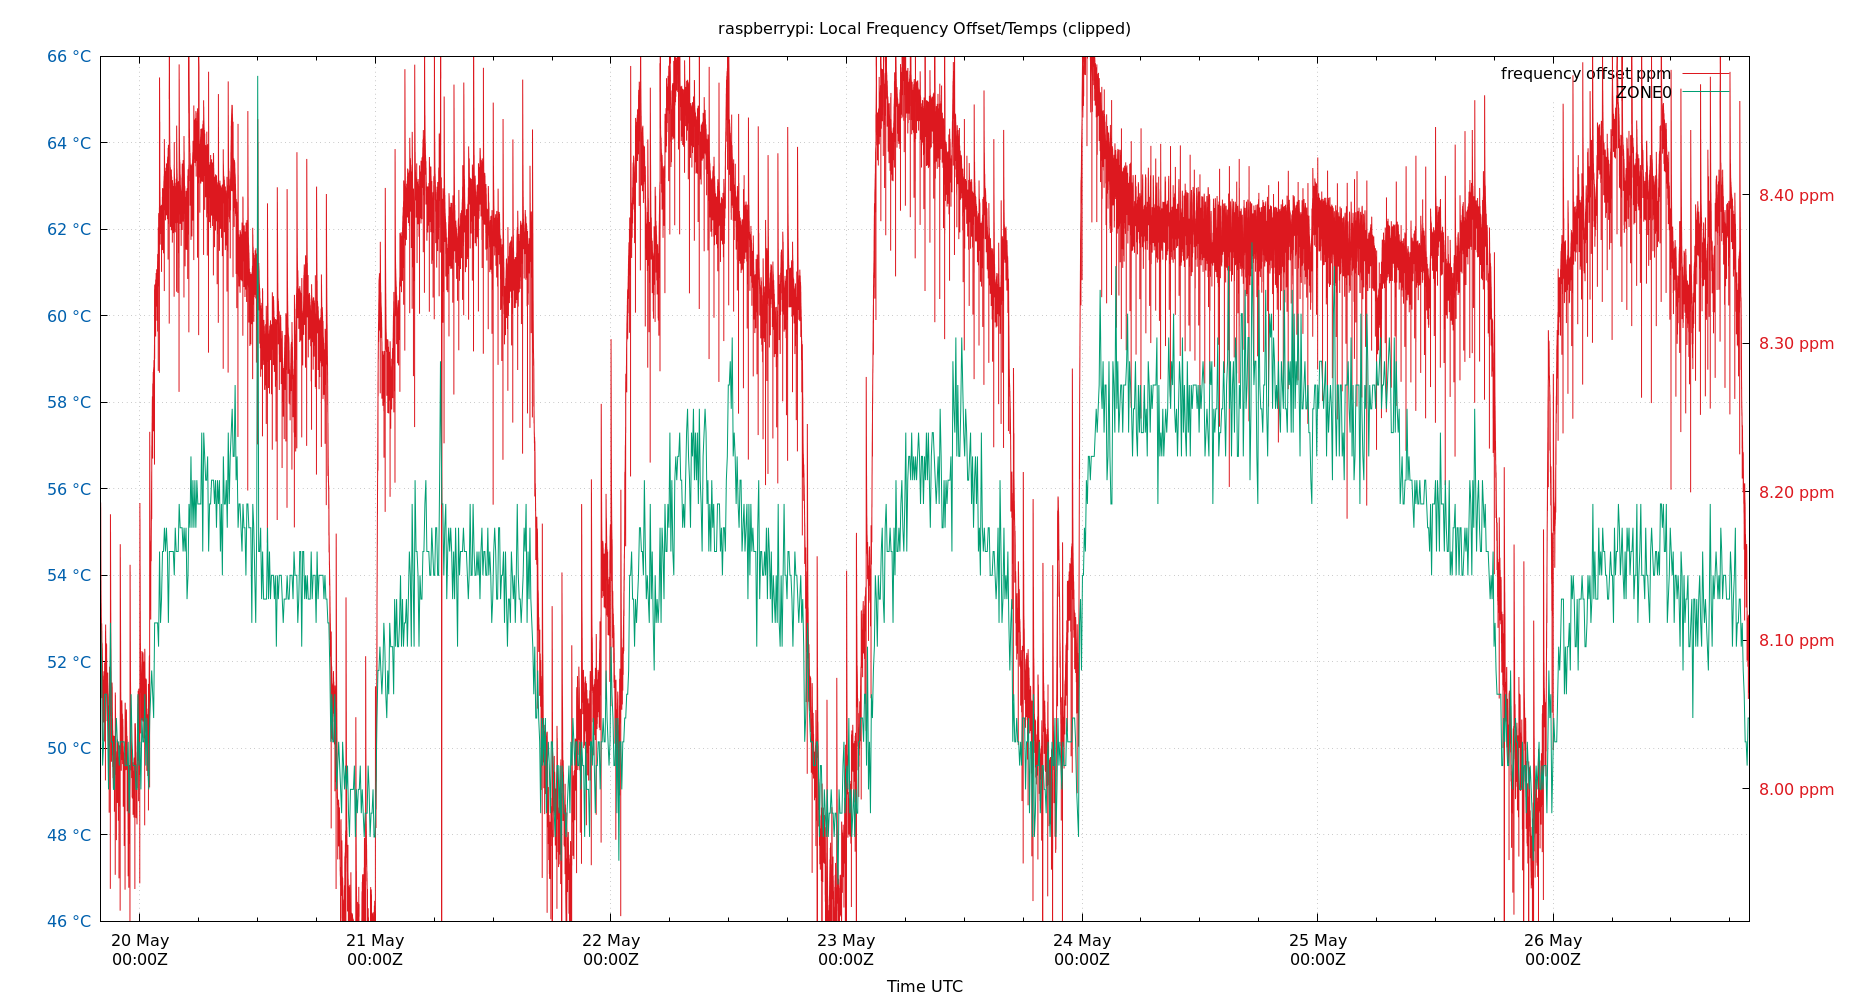 raspberrypi: Local Frequency Offset/Temps (clipped)
66 °C
64 °C
62 °C
60 °C
58 °C
56 °C
54 °C
52 °C
50 °C
48 °C
46 °C
frequency offset ppm
ZONE0
8.40 ppm
8.30 ppm
8.20 ppm
8.10 ppm
8.00 ppm
20 May
00:00Z
21 May
00:00Z
22 May
00:00Z
23 May
00:00Z
24 May
00:00Z
25 May
00:00Z
26 May
00:00Z
Time UTC